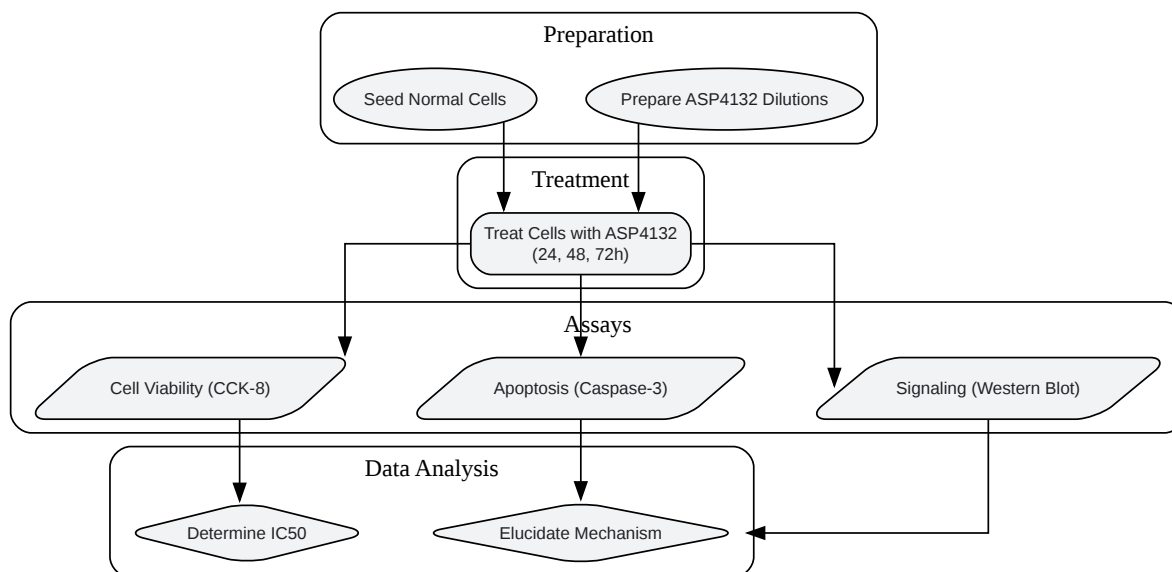 Preparation
Seed Normal Cells
Prepare ASP4132 Dilutions
Treatment
Treat Cells with ASP4132
(24, 48, 72h)
Assays
Cell Viability (CCK-8)
Apoptosis (Caspase-3)
Signaling (Western Blot)
Data Analysis
Determine IC50
Elucidate Mechanism